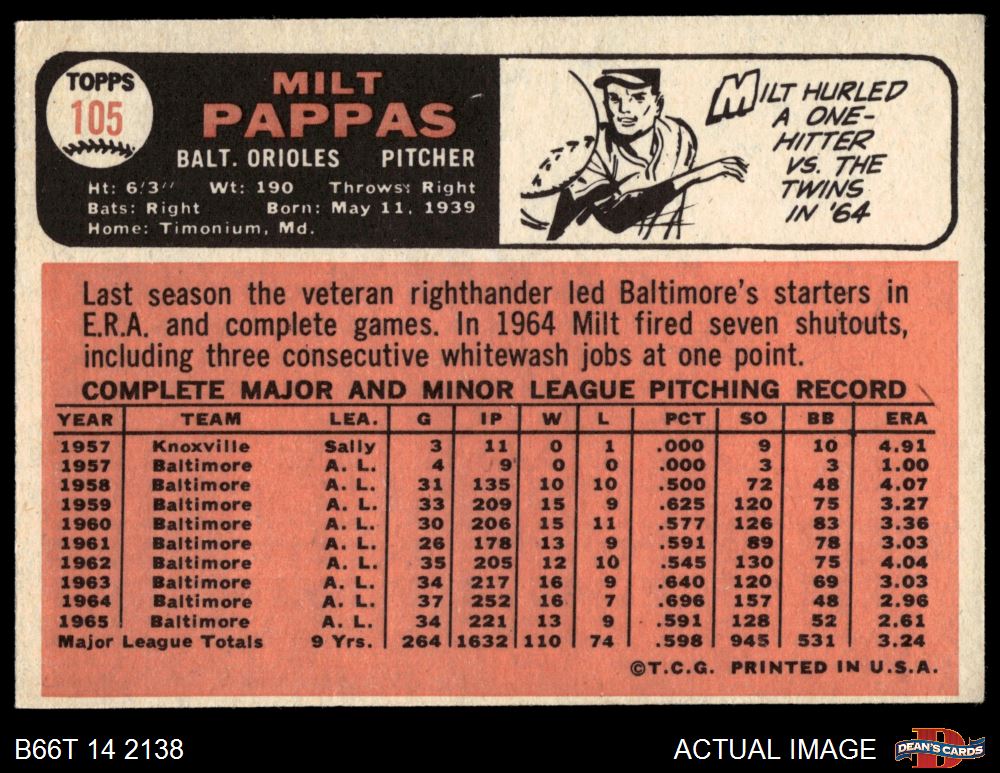 TOPPS
105
MILT
PAPPAS
BALT. ORIOLES PITCHER
Ht: 6'3" Wt: 190 Throws: Right
Bats: Right Born: May 11, 1939
Home: Timonium, Md.
MILT HURLED
A ONE-
HITTER
VS. THE
TWINS
IN '64
Last season the veteran righthander led Baltimore's starters in
E.R.A. and complete games. In 1964 Milt fired seven shutouts,
including three consecutive whitewash jobs at one point.
COMPLETE MAJOR AND MINOR LEAGUE PITCHING RECORD
YEAR TEAM LEA. G IP W L PCT SO BB ERA
1957 Knoxville Sally 3 11 0 1 .000 9 10 4.91
1957 Baltimore A. L. 4 9 0 0 .000 3 3 1.00
1958 Baltimore A. L. 31 135 10 10 .500 72 48 4.07
1959 Baltimore A. L. 33 209 15 9 .625 120 75 3.27
1960 Baltimore A. L. 30 206 15 11 .577 126 83 3.36
1961 Baltimore A. L. 26 178 13 9 .591 89 78 3.03
1962 Baltimore A. L. 35 205 12 10 .545 130 75 4.04
1963 Baltimore A. L. 34 217 16 9 .640 120 69 3.03
1964 Baltimore A. L. 37 252 16 7 .696 157 48 2.96
1965 Baltimore A. L. 34 221 13 9 .591 128 52 2.61
Major League Totals 9 Yrs. 264 1632 110 74 .598 945 531 3.24
©T.C.G. PRINTED IN U.S.A.
B66T 14 2138 ACTUAL IMAGE DEAN'S CARDS